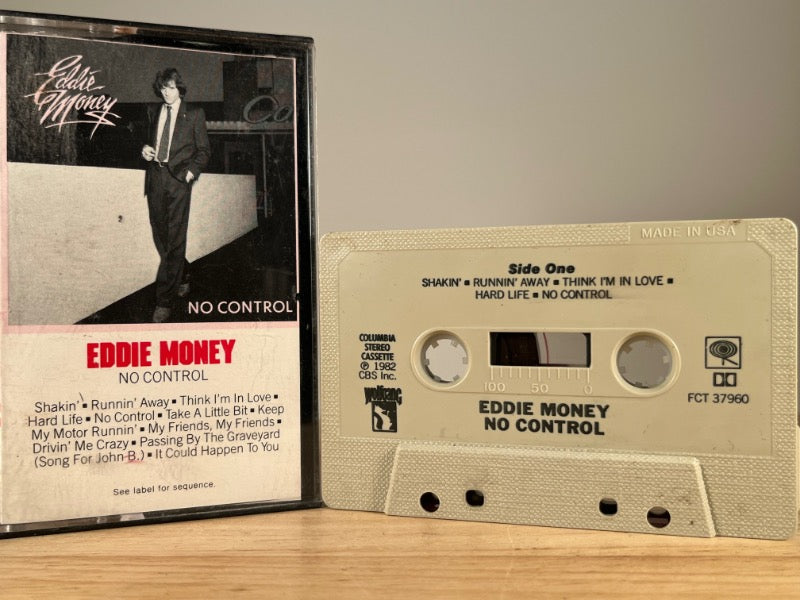 Eddie
Money
Co
NO CONTROL
EDDIE MONEY
NO CONTROL
Shakin' ▪ Runnin' Away ▪ Think I'm In Love ▪
Hard Life ▪ No Control ▪ Take A Little Bit ▪ Keep
My Motor Runnin' ▪ My Friends, My Friends ▪
Drivin' Me Crazy ▪ Passing By The Graveyard
(Song For John B.) ▪ It Could Happen To You
See label for sequence.
MADE IN USA
Side One
SHAKIN' ▪ RUNNIN' AWAY ▪ THINK I'M IN LOVE ▪
HARD LIFE ▪ NO CONTROL
COLUMBIA
STEREO
CASSETTE
℗ 1982
CBS Inc.
wolfgang
100 50 0
FCT 37960
EDDIE MONEY
NO CONTROL